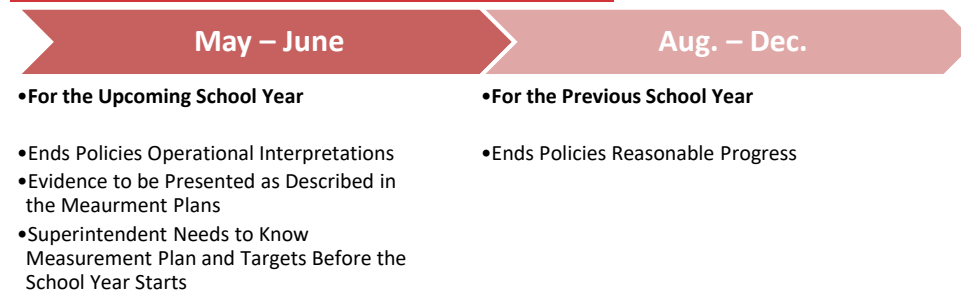 May – June
Aug. – Dec.
•For the Upcoming School Year
•Ends Policies Operational Interpretations
•Evidence to be Presented as Described in
the Meaurment Plans
•Superintendent Needs to Know
Measurement Plan and Targets Before the
School Year Starts
•For the Previous School Year
•Ends Policies Reasonable Progress